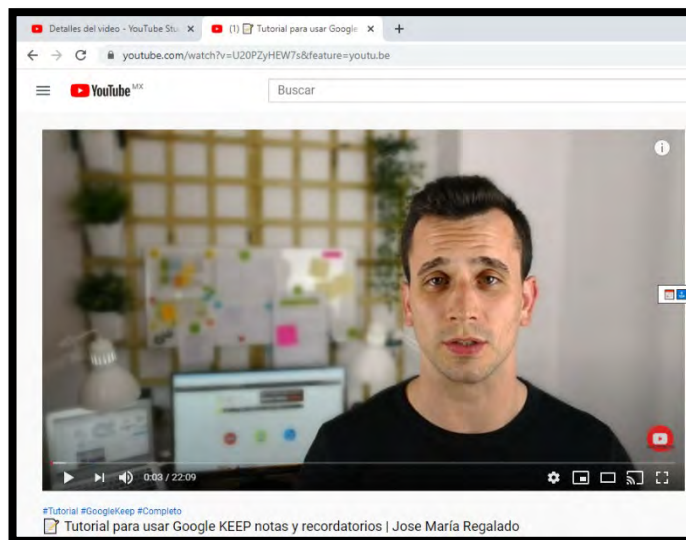 Detalles del video - YouTube Stu
(1) 📝 Tutorial para usar Google
youtube.com/watch?v=U20PZyHEW7s&feature=youtu.be
YouTube MX
Buscar
0:03 / 22:09
#Tutorial #GoogleKeep #Completo
📝 Tutorial para usar Google KEEP notas y recordatorios | Jose María Regalado